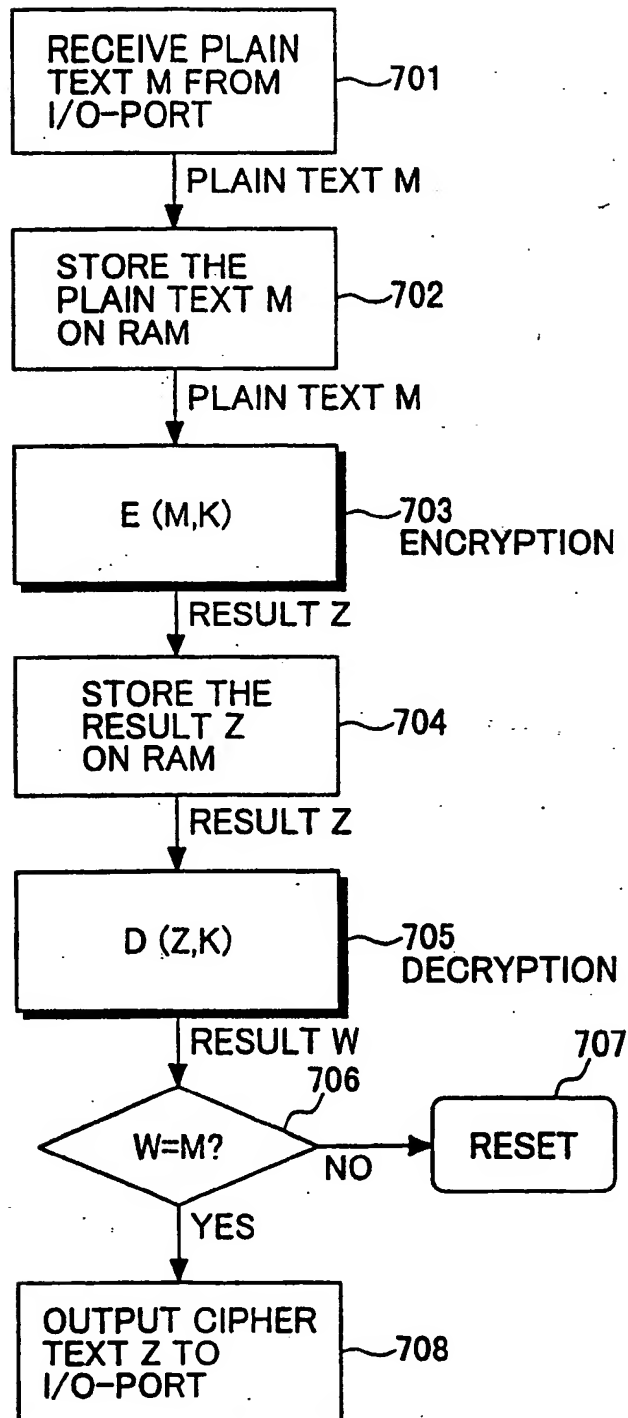 RECEIVE PLAIN
TEXT M FROM
I/O-PORT
701
PLAIN TEXT M
STORE THE
PLAIN TEXT M
ON RAM
702
PLAIN TEXT M
E (M,K)
703
ENCRYPTION
RESULT Z
STORE THE
RESULT Z
ON RAM
704
RESULT Z
D (Z,K)
705
DECRYPTION
RESULT W
706
707
W=M?
NO
RESET
YES
OUTPUT CIPHER
TEXT Z TO
I/O-PORT
708